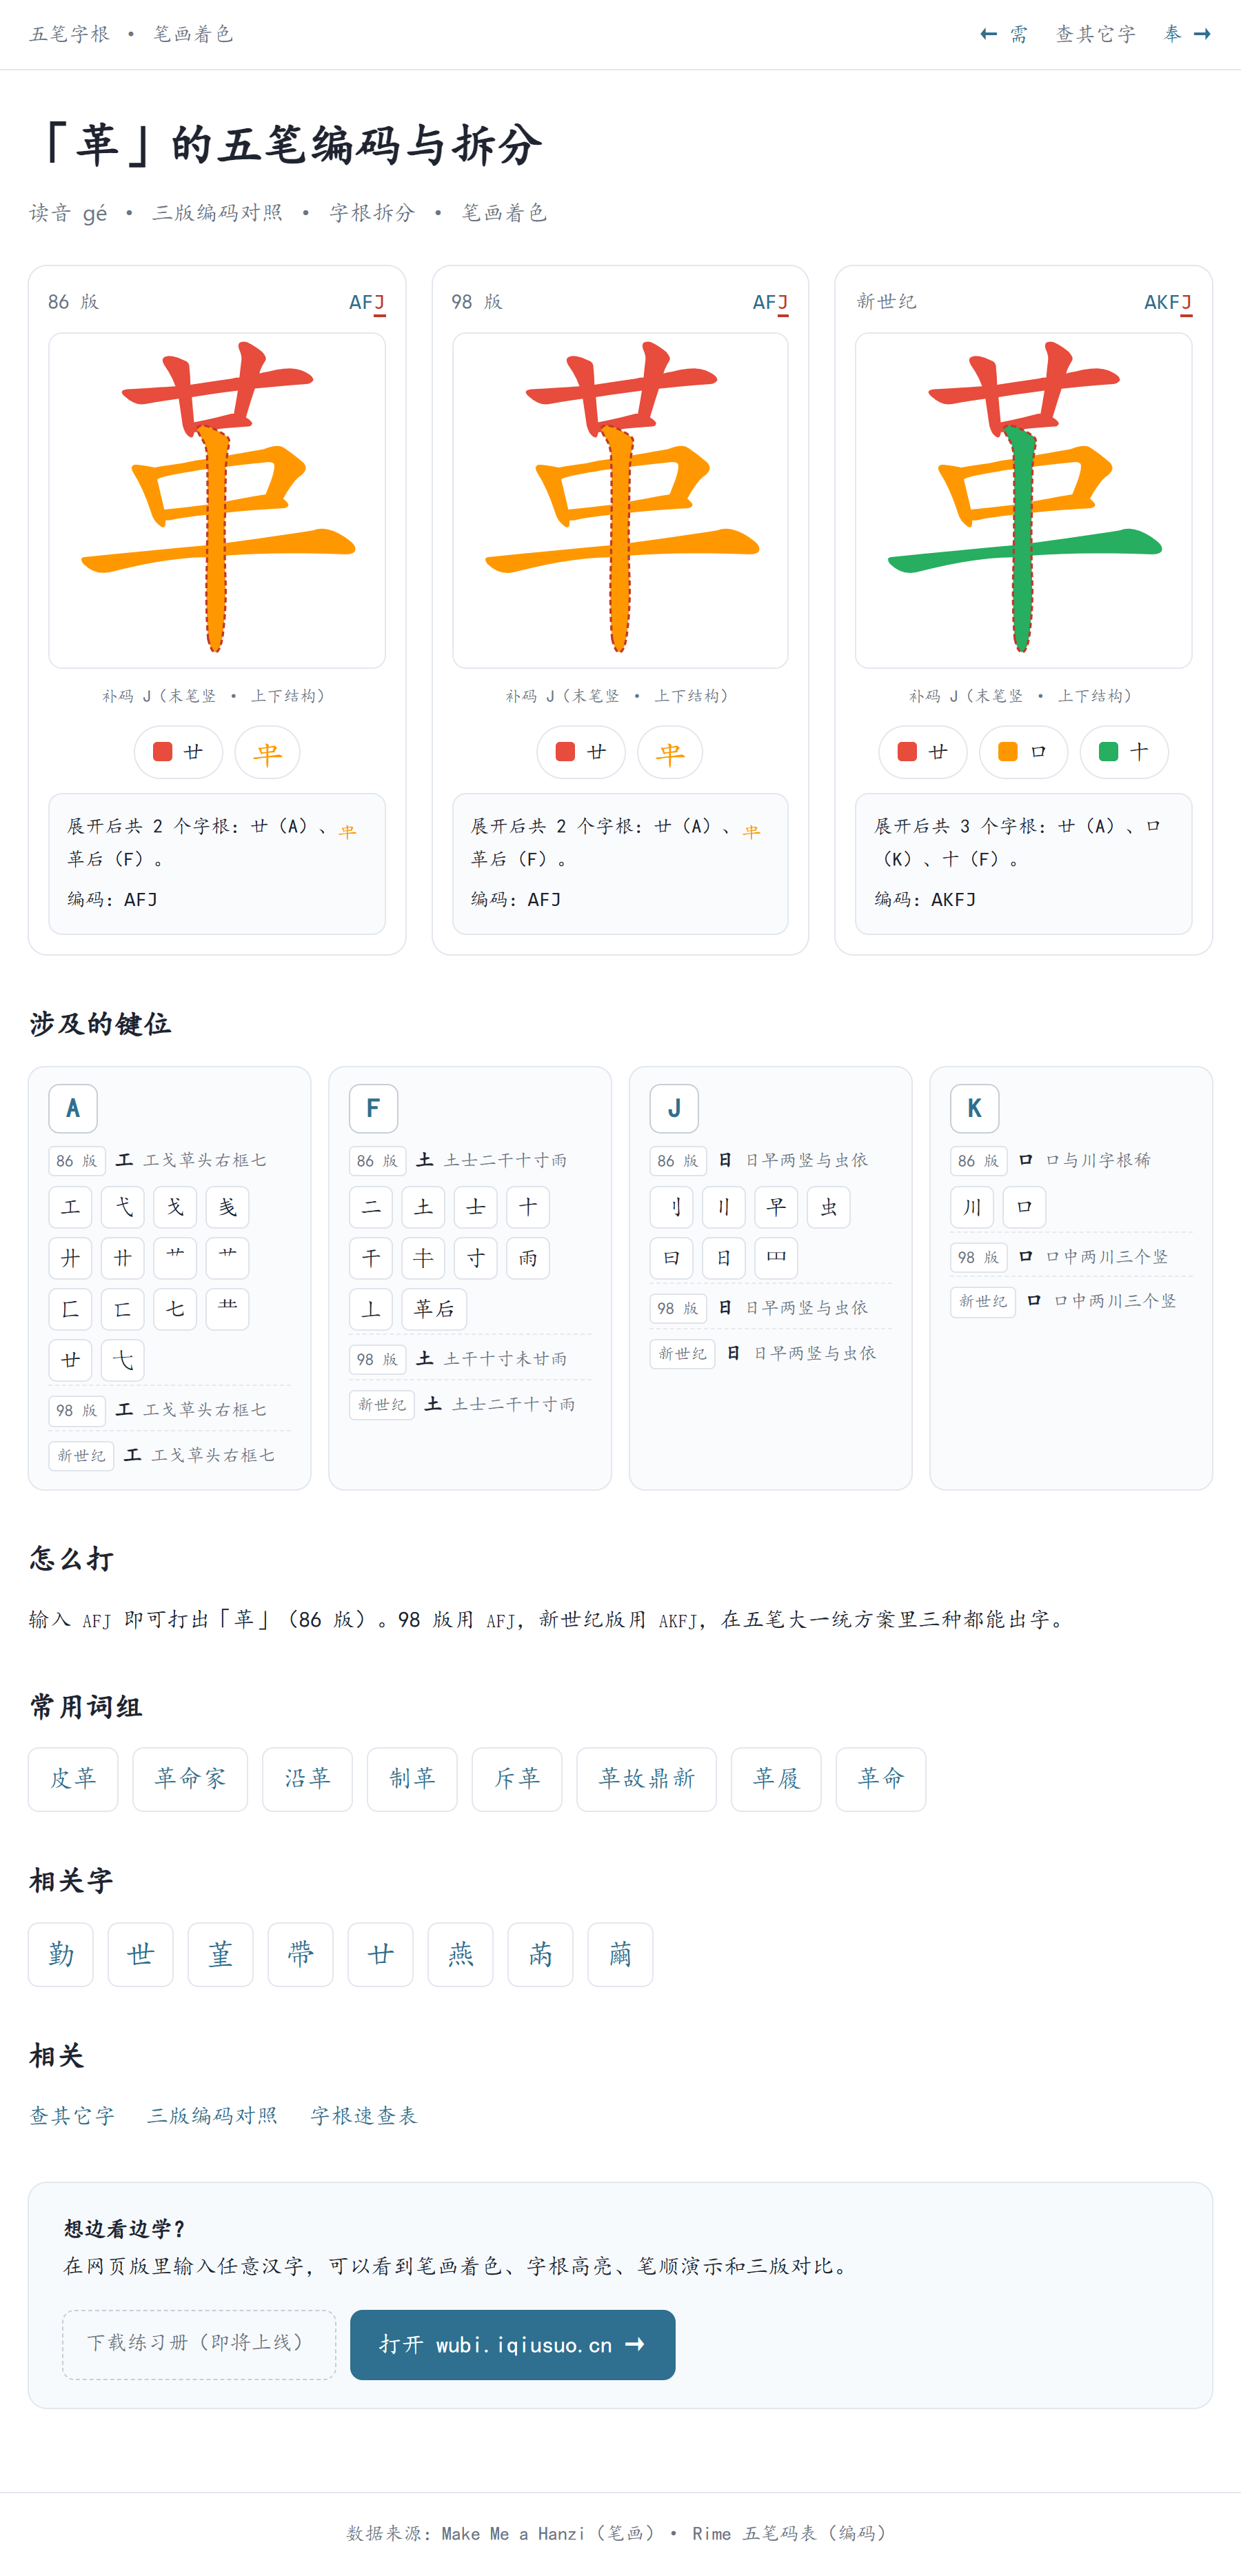 五笔字根 • 笔画着色
← 需 查其它字 奉 →
「革」的五笔编码与拆分
读音 gé • 三版编码对照 • 字根拆分 • 笔画着色
86 版 AFJ
革
补码 J（末笔竖 • 上下结构）
廿
展开后共 2 个字根：廿（A）、
革后（F）。
编码：AFJ
98 版 AFJ
革
补码 J（末笔竖 • 上下结构）
廿
展开后共 2 个字根：廿（A）、
革后（F）。
编码：AFJ
新世纪 AKFJ
革
补码 J（末笔竖 • 上下结构）
廿 口 十
展开后共 3 个字根：廿（A）、口
（K）、十（F）。
编码：AKFJ
涉及的键位
A
86 版 工 工戈草头右框七
工 弋 戈
廾 卄 艹 艹
匚 匸 七 龷
廿
98 版 工 工戈草头右框七
新世纪 工 工戈草头右框七
F
86 版 土 土士二干十寸雨
二 土 士 十
干 寸 雨
革后
98 版 土 土干十寸未甘雨
新世纪 土 土士二干十寸雨
J
86 版 日 日早两竖与虫依
刂 〢 早 虫
曰 日 罒
98 版 日 日早两竖与虫依
新世纪 日 日早两竖与虫依
K
86 版 口 口与川字根稀
川 口
98 版 口 口中两川三个竖
新世纪 口 口中两川三个竖
怎么打
输入 AFJ 即可打出「革」（86 版）。98 版用 AFJ，新世纪版用 AKFJ，在五笔大一统方案里三种都能出字。
常用词组
皮革 革命家 沿革 制革 斥革 革故鼎新 革履 革命
相关字
勤 世 堇 帶 廿 燕 苪 繭
相关
查其它字 三版编码对照 字根速查表
想边看边学？
在网页版里输入任意汉字，可以看到笔画着色、字根高亮、笔顺演示和三版对比。
下载练习册（即将上线） 打开 wubi.iqiusuo.cn →
数据来源：Make Me a Hanzi（笔画） • Rime 五笔码表（编码）